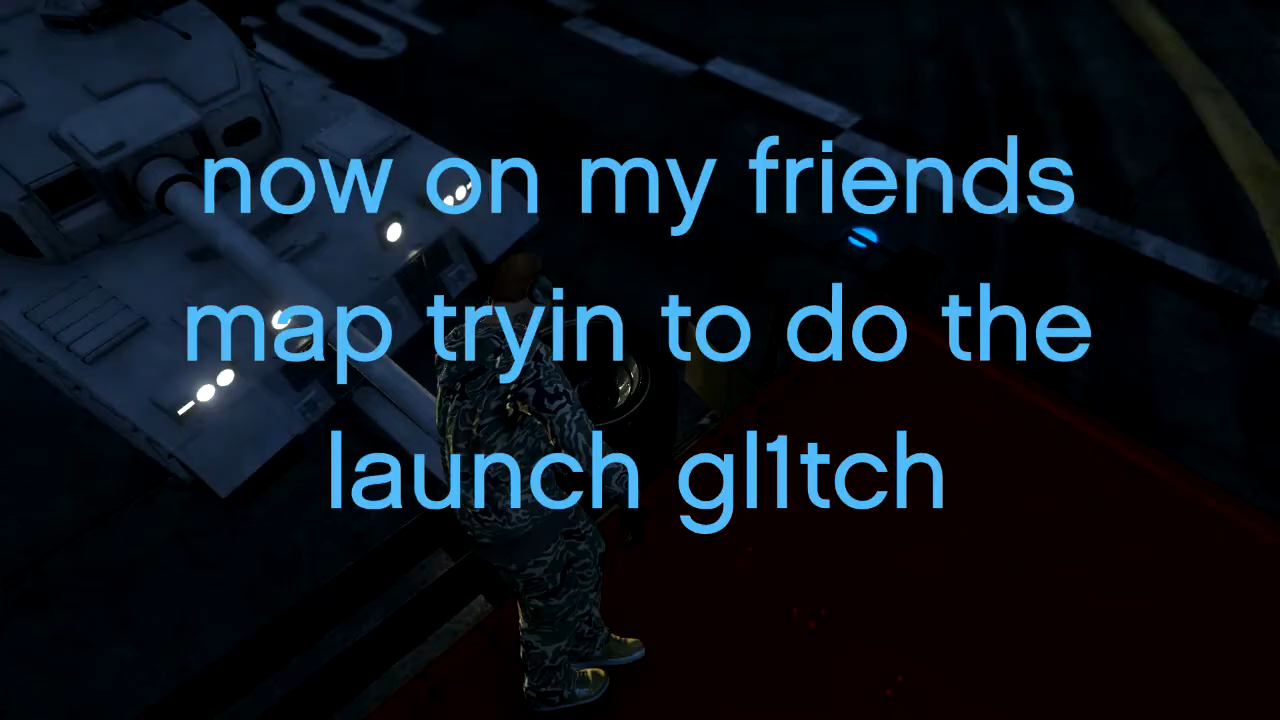 now on my friends
map tryin to do the
launch gl1tch